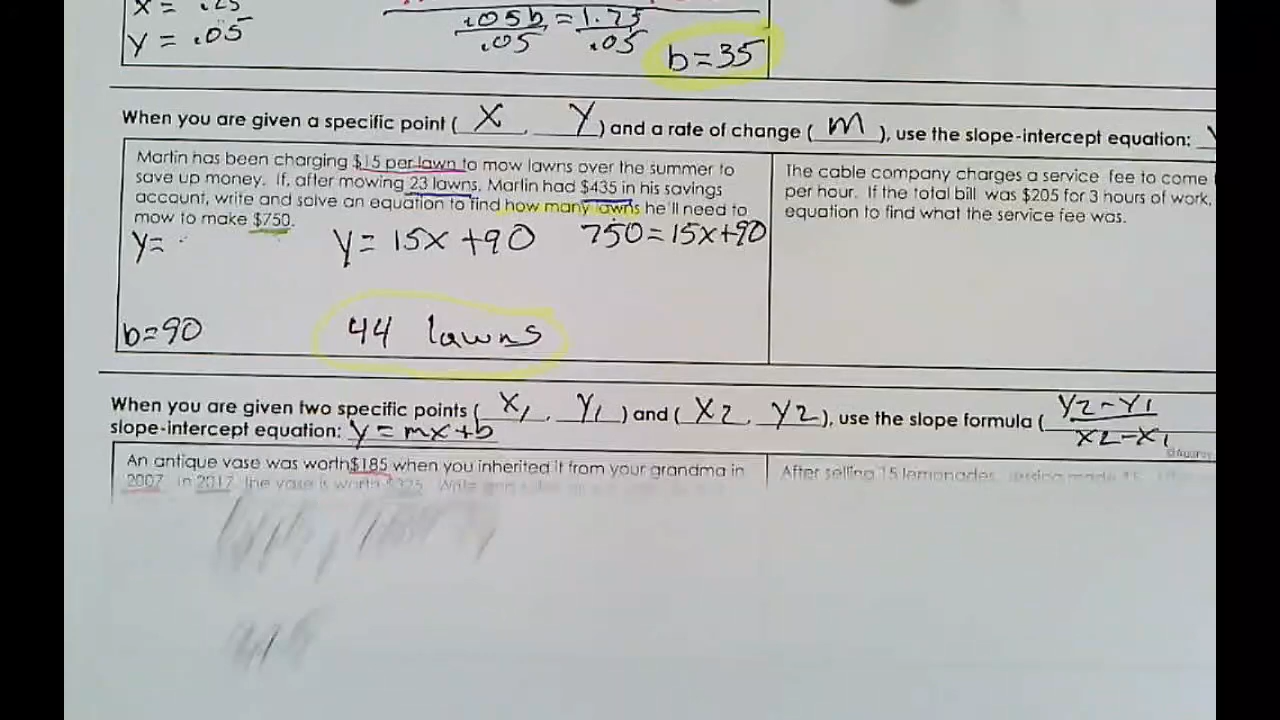 x = .25
y = .05
.05b = 1.75
.05 .05
b=35
When you are given a specific point ( x , y ) and a rate of change ( m ), use the slope-intercept equation:
Martin has been charging $15 per lawn to mow lawns over the summer to
save up money. If, after mowing 23 lawns, Martin had $435 in his savings
account, write and solve an equation to find how many lawns he'll need to
mow to make $750.
y=
y= 15x +90
750=15x+90
b=90
44 lawns
The cable company charges a service fee to come
per hour. If the total bill was $205 for 3 hours of work,
equation to find what the service fee was.
When you are given two specific points ( x1, y1 ) and ( x2, y2 ), use the slope formula ( y2-y1
x2-x1
slope-intercept equation: y = mx+b
An antique vase was worth $185 when you inherited it from your grandma in
2007. In 2017, the vase is worth $325.
After selling 15 lemonades,